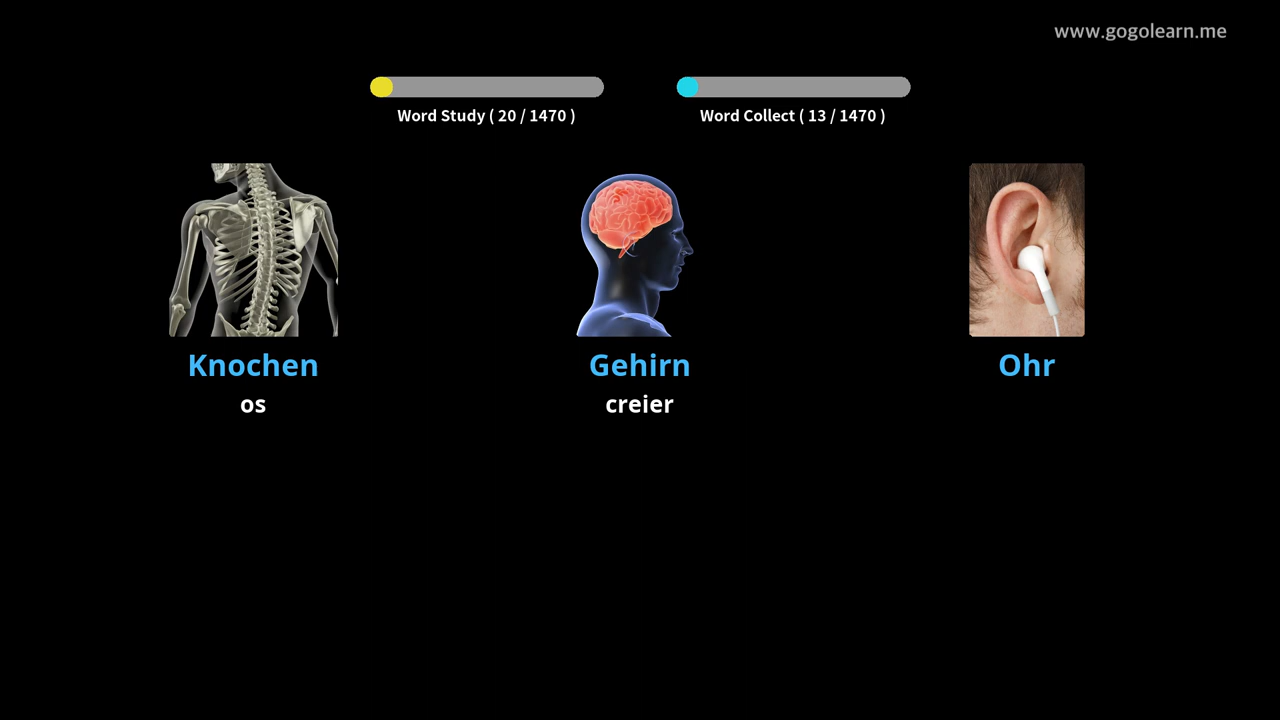 www.gogolearn.me
Word Study ( 20 / 1470 )
Word Collect ( 13 / 1470 )
Knochen
os
Gehirn
creier
Ohr